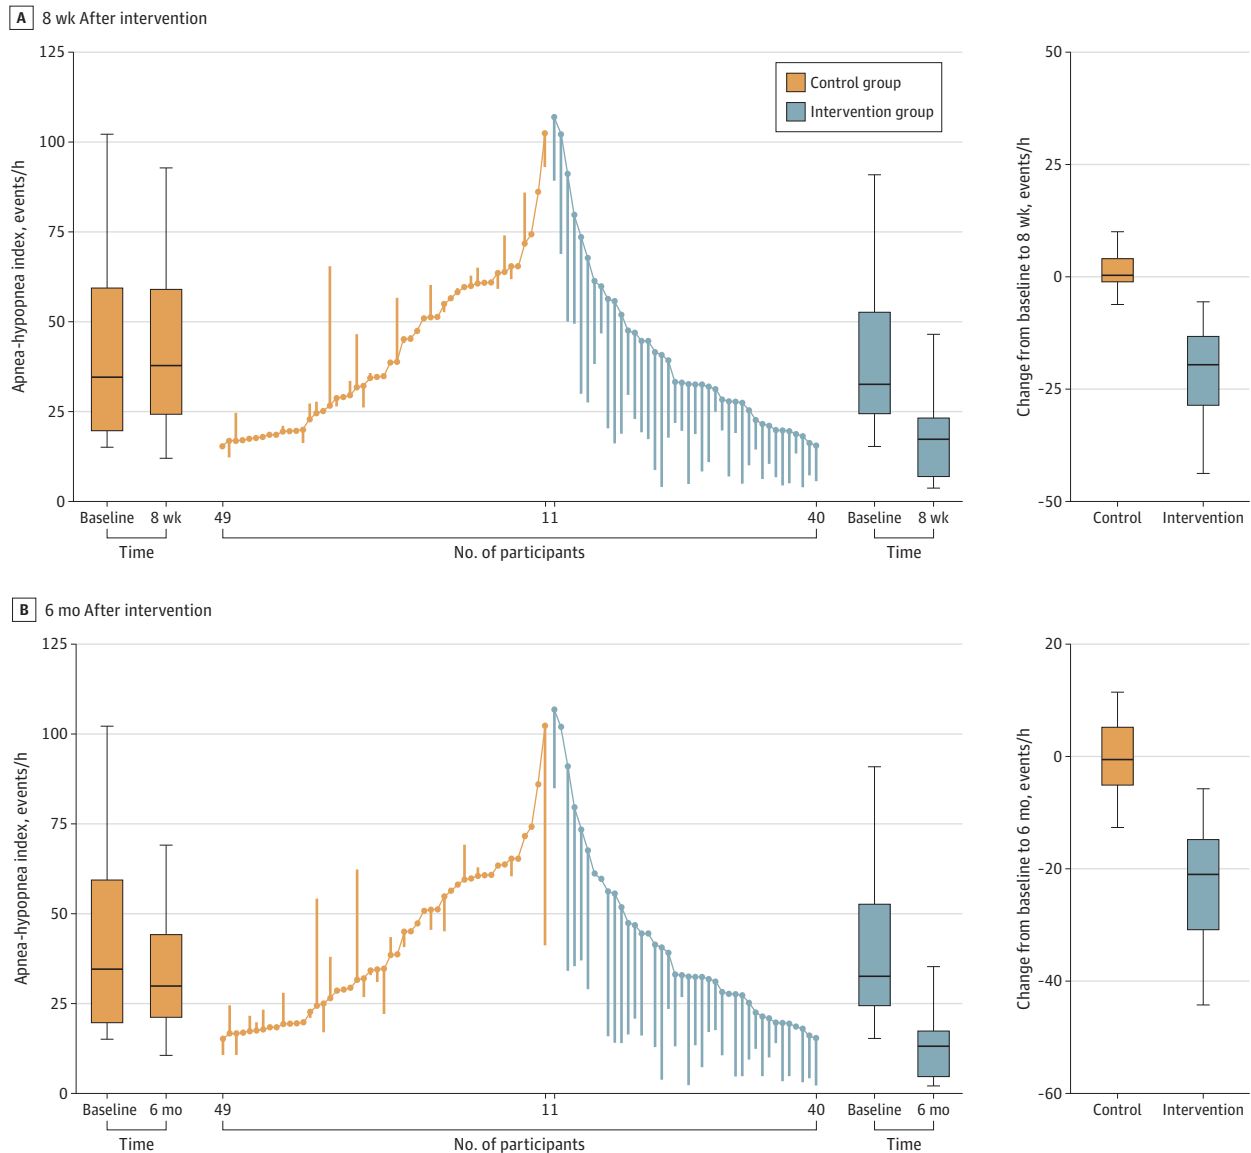 A 8 wk After intervention
125
100
75
50
25
0
Apnea-hypopnea index, events/h
Control group
Intervention group
Baseline 8 wk
Time
49 1 1 40
No. of participants
Baseline 8 wk
Time
50
25
0
-25
-50
Change from baseline to 8 wk, events/h
Control Intervention
B 6 mo After intervention
125
100
75
50
25
0
Apnea-hypopnea index, events/h
Baseline 6 mo
Time
49 1 1 40
No. of participants
Baseline 6 mo
Time
20
0
-20
-40
-60
Change from baseline to 6 mo, events/h
Control Intervention